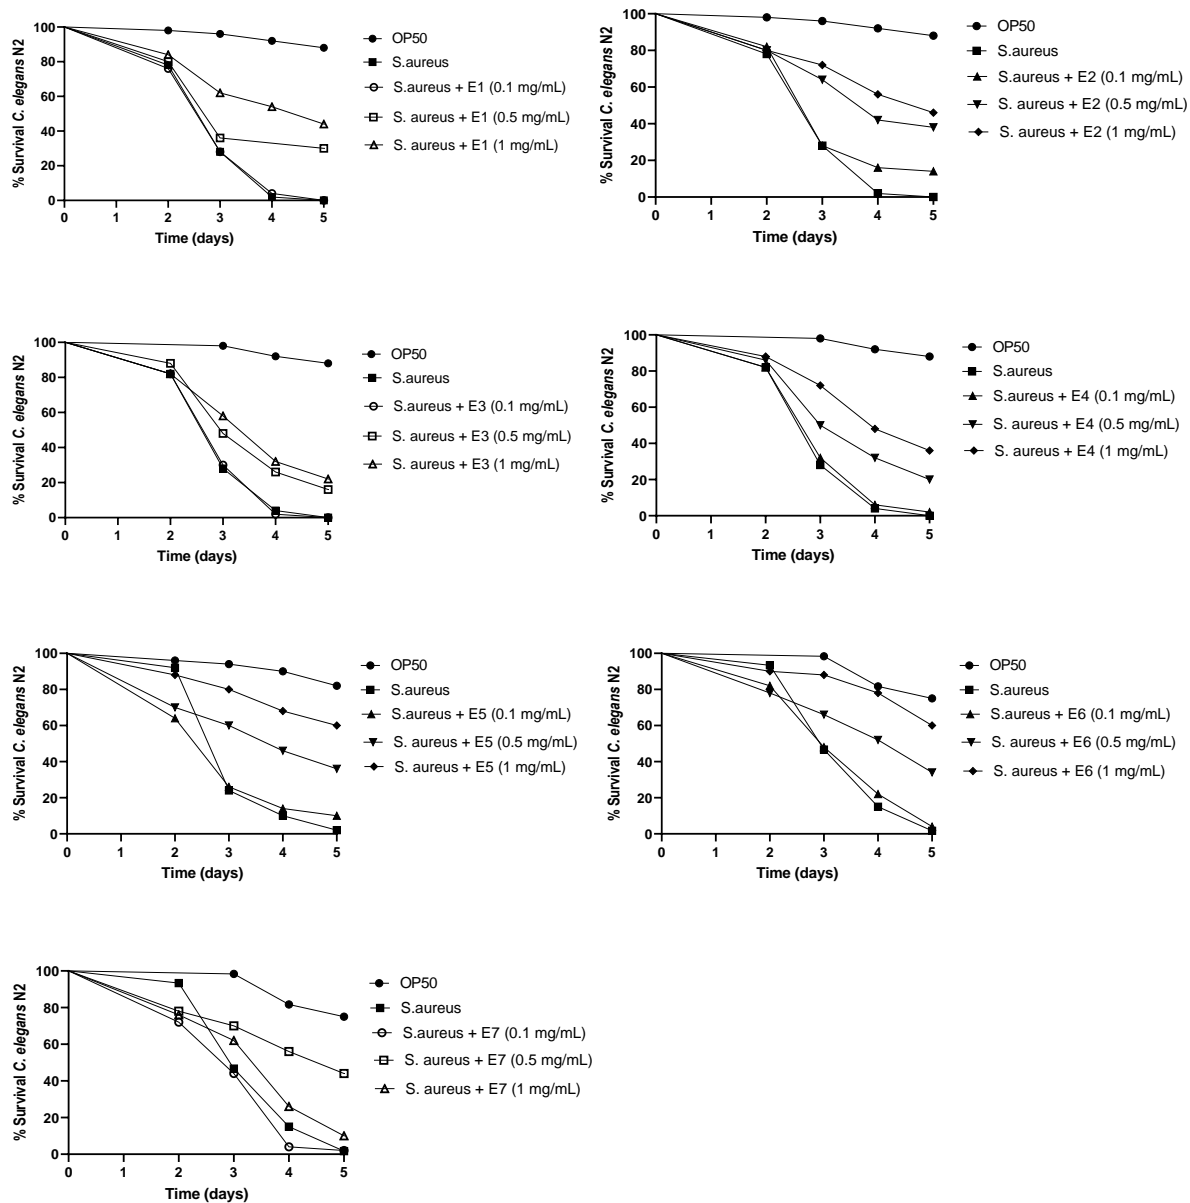 % Survival C. elegans N2
100
80
60
40
20
0
0 1 2 3 4 5
Time (days)
OP50
S.aureus
S.aureus + E1 (0.1 mg/mL)
S. aureus + E1 (0.5 mg/mL)
S. aureus + E1 (1 mg/mL)
% Survival C. elegans N2
100
80
60
40
20
0
0 1 2 3 4 5
Time (days)
OP50
S.aureus
S.aureus + E2 (0.1 mg/mL)
S. aureus + E2 (0.5 mg/mL)
S. aureus + E2 (1 mg/mL)
% Survival C. elegans N2
100
80
60
40
20
0
0 1 2 3 4 5
Time (days)
OP50
S.aureus
S.aureus + E3 (0.1 mg/mL)
S. aureus + E3 (0.5 mg/mL)
S. aureus + E3 (1 mg/mL)
% Survival C. elegans N2
100
80
60
40
20
0
0 1 2 3 4 5
Time (days)
OP50
S.aureus
S.aureus + E4 (0.1 mg/mL)
S. aureus + E4 (0.5 mg/mL)
S. aureus + E4 (1 mg/mL)
% Survival C. elegans N2
100
80
60
40
20
0
0 1 2 3 4 5
Time (days)
OP50
S.aureus
S.aureus + E5 (0.1 mg/mL)
S. aureus + E5 (0.5 mg/mL)
S. aureus + E5 (1 mg/mL)
% Survival C. elegans N2
100
80
60
40
20
0
0 1 2 3 4 5
Time (days)
OP50
S.aureus
S.aureus + E6 (0.1 mg/mL)
S. aureus + E6 (0.5 mg/mL)
S. aureus + E6 (1 mg/mL)
% Survival C. elegans N2
100
80
60
40
20
0
0 1 2 3 4 5
Time (days)
OP50
S.aureus
S.aureus + E7 (0.1 mg/mL)
S. aureus + E7 (0.5 mg/mL)
S. aureus + E7 (1 mg/mL)